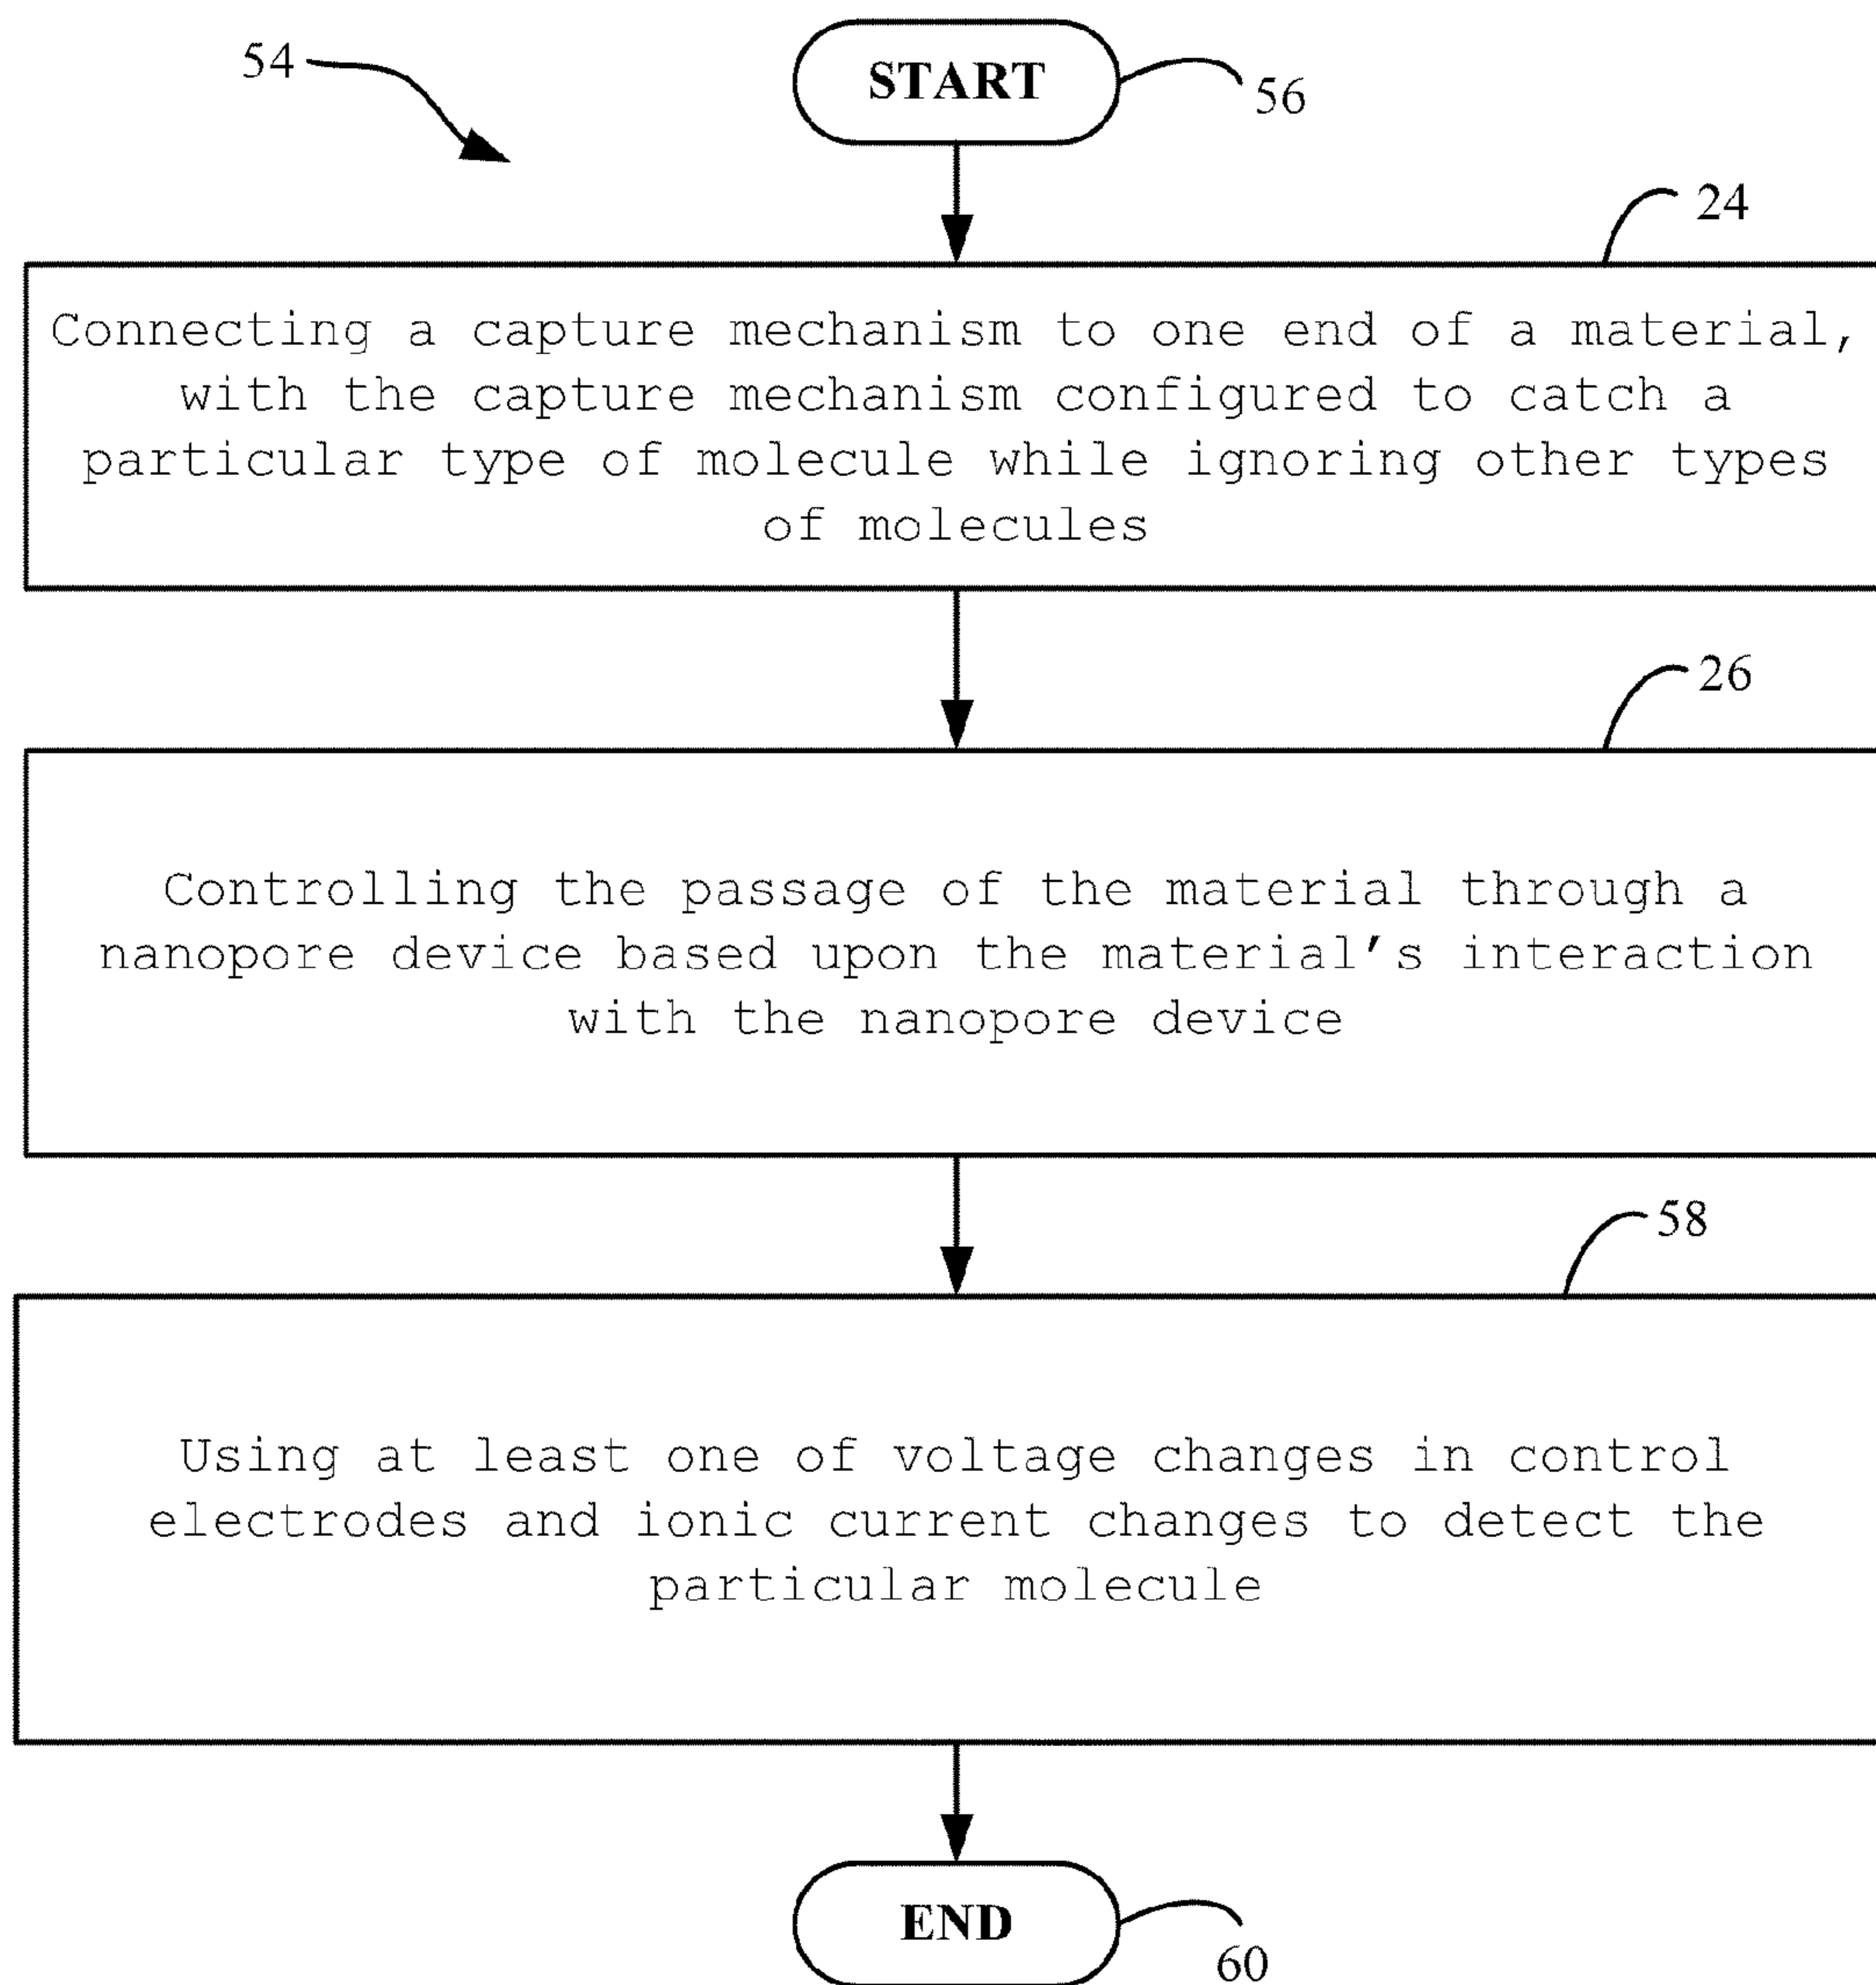 54
START
56
24
Connecting a capture mechanism to one end of a material,
with the capture mechanism configured to catch a
particular type of molecule while ignoring other types
of molecules
26
Controlling the passage of the material through a
nanopore device based upon the material's interaction
with the nanopore device
58
Using at least one of voltage changes in control
electrodes and ionic current changes to detect the
particular molecule
END
60